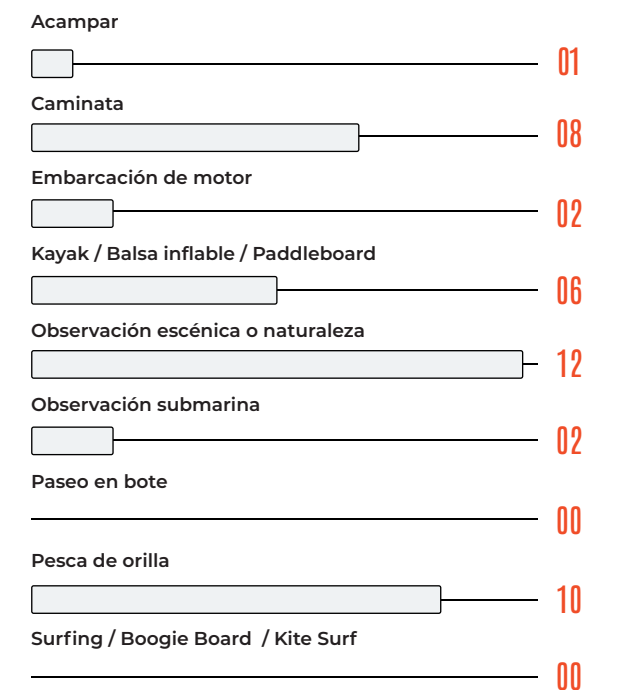 Acampar
01
Caminata
08
Embarcación de motor
02
Kayak / Balsa inflable / Paddleboard
06
Observación escénica o naturaleza
12
Observación submarina
02
Paseo en bote
00
Pesca de orilla
10
Surfing / Boogie Board / Kite Surf
00